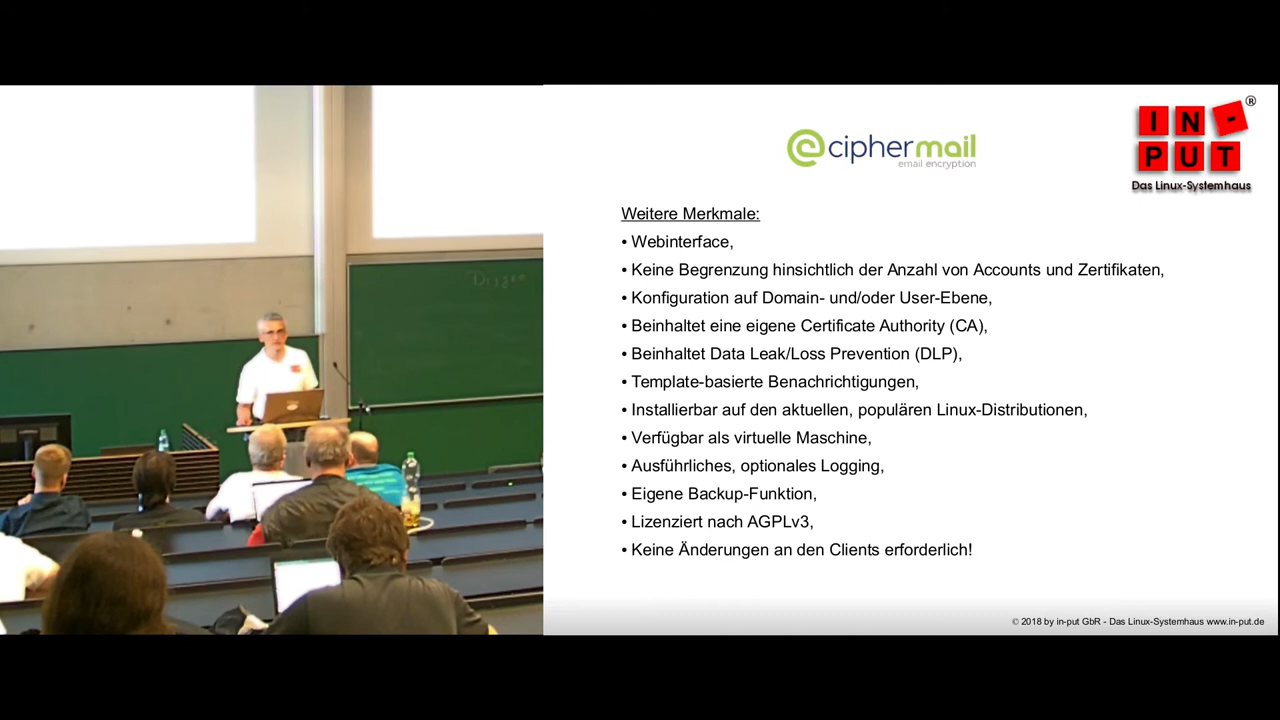 ciphermail
email encryption
IN-
PUT
®
Das Linux-Systemhaus
Weitere Merkmale:
• Webinterface,
• Keine Begrenzung hinsichtlich der Anzahl von Accounts und Zertifikaten,
• Konfiguration auf Domain- und/oder User-Ebene,
• Beinhaltet eine eigene Certificate Authority (CA),
• Beinhaltet Data Leak/Loss Prevention (DLP),
• Template-basierte Benachrichtigungen,
• Installierbar auf den aktuellen, populären Linux-Distributionen,
• Verfügbar als virtuelle Maschine,
• Ausführliches, optionales Logging,
• Eigene Backup-Funktion,
• Lizenziert nach AGPLv3,
• Keine Änderungen an den Clients erforderlich!
© 2018 by in-put GbR - Das Linux-Systemhaus www.in-put.de